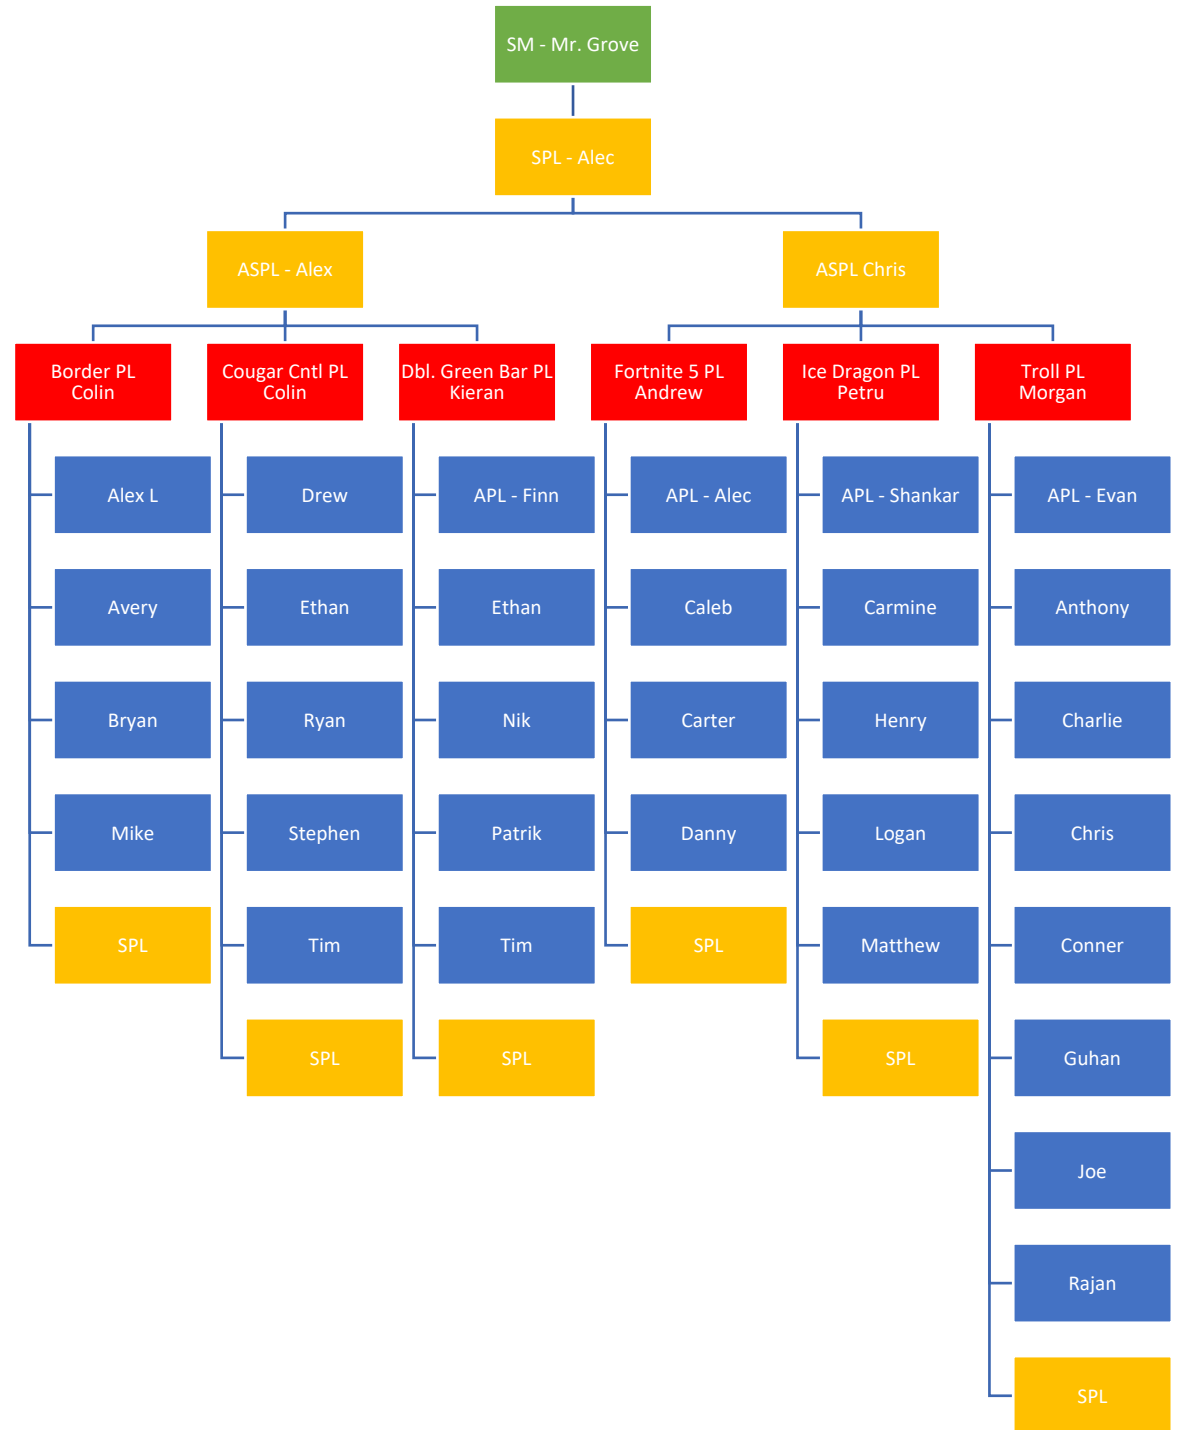 SM - Mr. Grove
SPL - Alec
ASPL - Alex
ASPL Chris
Border PL
Colin
Cougar Cntl PL
Colin
Dbl. Green Bar PL
Kieran
Fortnite 5 PL
Andrew
Ice Dragon PL
Petru
Troll PL
Morgan
Alex L
Avery
Bryan
Mike
SPL
Drew
Ethan
Ryan
Stephen
Tim
SPL
APL - Finn
Ethan
Nik
Patrik
Tim
SPL
APL - Alec
Caleb
Carter
Danny
SPL
APL - Shankar
Carmine
Henry
Logan
Matthew
SPL
APL - Evan
Anthony
Charlie
Chris
Conner
Guhan
Joe
Rajan
SPL